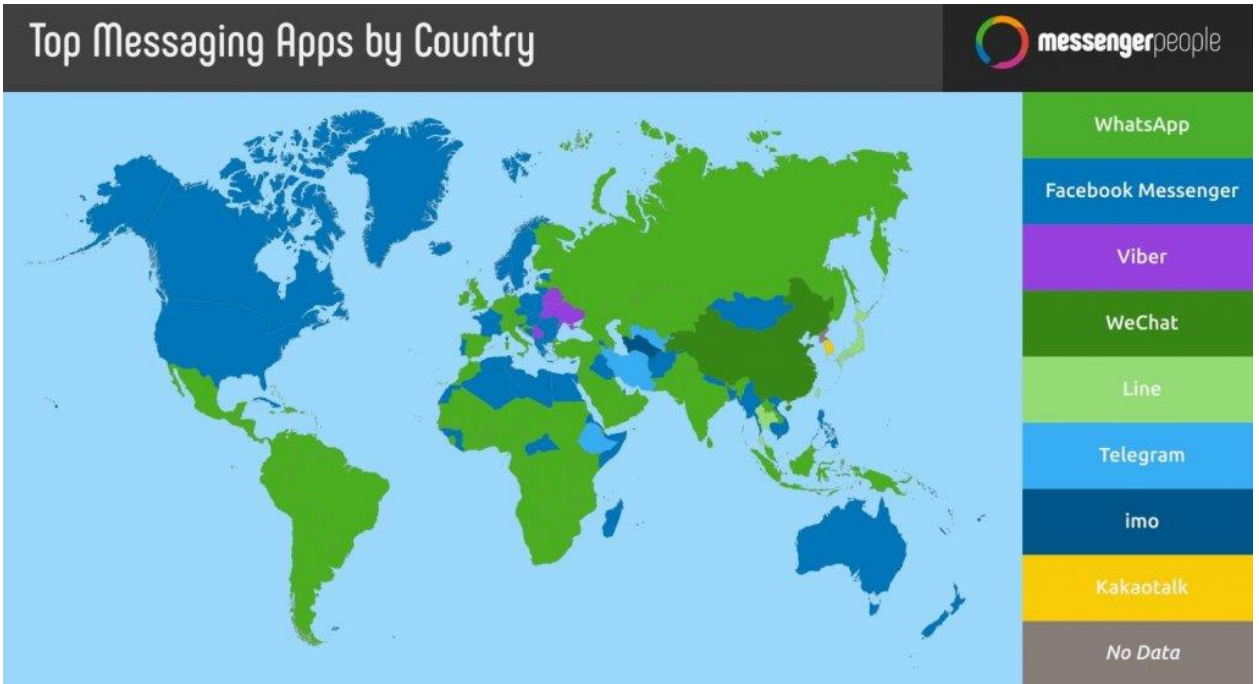 Top Messaging Apps by Country
messengerpeople
WhatsApp
Facebook Messenger
Viber
WeChat
Line
Telegram
imo
Kakaotalk
No Data